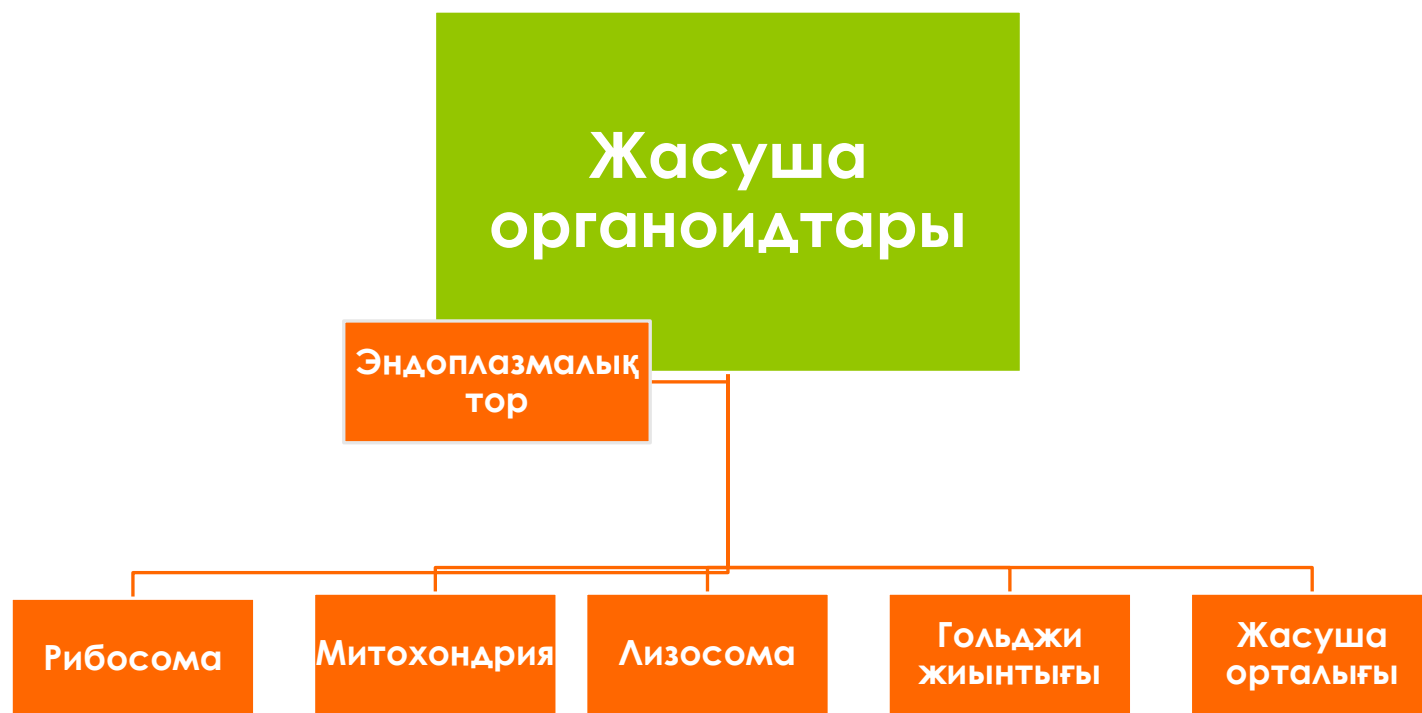 Жасуша
органоидтары
Эндоплазмалық
тор
Рибосома
Митохондрия
Лизосома
Гольджи
жиынтығы
Жасуша
орталығы